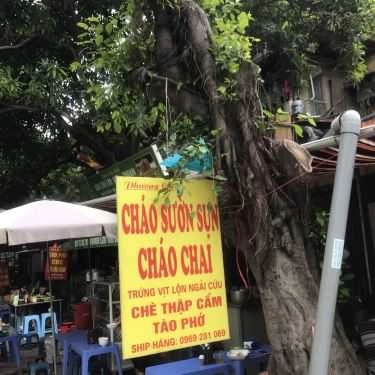 Phương
CHÁO SƯỜN SỤN
CHÁO CHAI
TRỨNG VỊT LỘN NGẢI CỨU
CHÈ THẬP CẨM
TÀO PHỚ
SHIP HÀNG: 0969 281 069